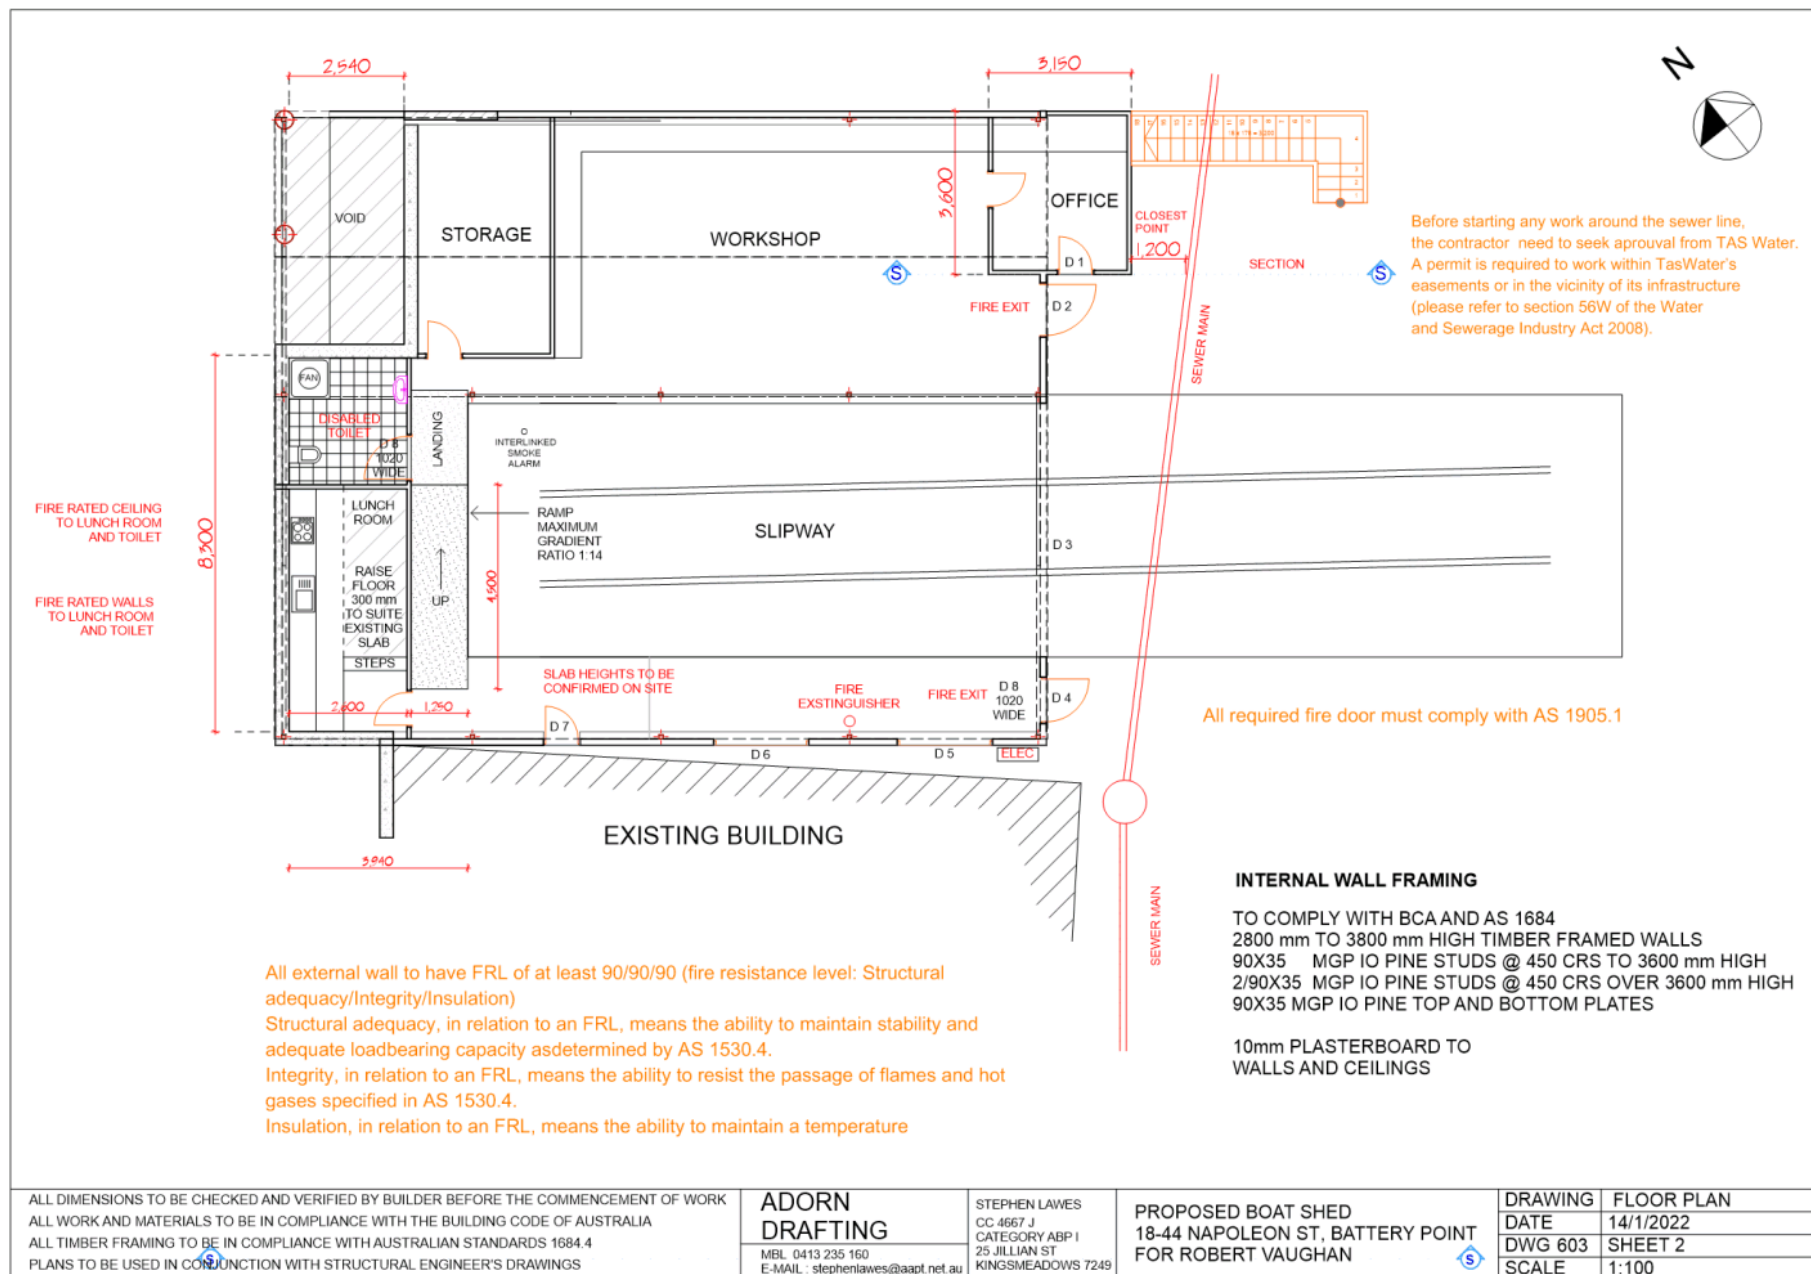 2,540
3,150
N
VOID
STORAGE
WORKSHOP
3,600
OFFICE
CLOSEST
POINT
1,200
SECTION
S
S
D 1
D 2
FIRE EXIT
SEWER MAIN
Before starting any work around the sewer line,
the contractor need to seek aprouval from TAS Water.
A permit is required to work within TasWater's
easements or in the vicinity of its infrastructure
(please refer to section 56W of the Water
and Sewerage Industry Act 2008).
FAN
DISABLED
TOILET
D 8
1020
WIDE
LANDING
INTERLINKED
SMOKE
ALARM
FIRE RATED CEILING
TO LUNCH ROOM
AND TOILET
FIRE RATED WALLS
TO LUNCH ROOM
AND TOILET
8,300
LUNCH
ROOM
RAISE
FLOOR
300 mm
TO SUITE
EXISTING
SLAB
STEPS
UP
4,500
RAMP
MAXIMUM
GRADIENT
RATIO 1:14
SLIPWAY
D 3
2,600
1,250
SLAB HEIGHTS TO BE
CONFIRMED ON SITE
FIRE
EXSTINGUISHER
FIRE EXIT
D 8
1020
WIDE
D 4
D 7
D 6
D 5
ELEC
All required fire door must comply with AS 1905.1
EXISTING BUILDING
3,940
SEWER MAIN
INTERNAL WALL FRAMING
TO COMPLY WITH BCA AND AS 1684
2800 mm TO 3800 mm HIGH TIMBER FRAMED WALLS
90X35 MGP IO PINE STUDS @ 450 CRS TO 3600 mm HIGH
2/90X35 MGP IO PINE STUDS @ 450 CRS OVER 3600 mm HIGH
90X35 MGP IO PINE TOP AND BOTTOM PLATES
10mm PLASTERBOARD TO
WALLS AND CEILINGS
All external wall to have FRL of at least 90/90/90 (fire resistance level: Structural
adequacy/Integrity/Insulation)
Structural adequacy, in relation to an FRL, means the ability to maintain stability and
adequate loadbearing capacity asdetermined by AS 1530.4.
Integrity, in relation to an FRL, means the ability to resist the passage of flames and hot
gases specified in AS 1530.4.
Insulation, in relation to an FRL, means the ability to maintain a temperature
ALL DIMENSIONS TO BE CHECKED AND VERIFIED BY BUILDER BEFORE THE COMMENCEMENT OF WORK
ALL WORK AND MATERIALS TO BE IN COMPLIANCE WITH THE BUILDING CODE OF AUSTRALIA
ALL TIMBER FRAMING TO BE IN COMPLIANCE WITH AUSTRALIAN STANDARDS 1684.4
PLANS TO BE USED IN CONJUNCTION WITH STRUCTURAL ENGINEER'S DRAWINGS
S
ADORN
DRAFTING
MBL 0413 235 160
E-MAIL : stephenlawes@aapt.net.au
STEPHEN LAWES
CC 4667 J
CATEGORY ABP I
25 JILLIAN ST
KINGSMEADOWS 7249
PROPOSED BOAT SHED
18-44 NAPOLEON ST, BATTERY POINT
FOR ROBERT VAUGHAN
S
DRAWING FLOOR PLAN
DATE 14/1/2022
DWG 603 SHEET 2
SCALE 1:100